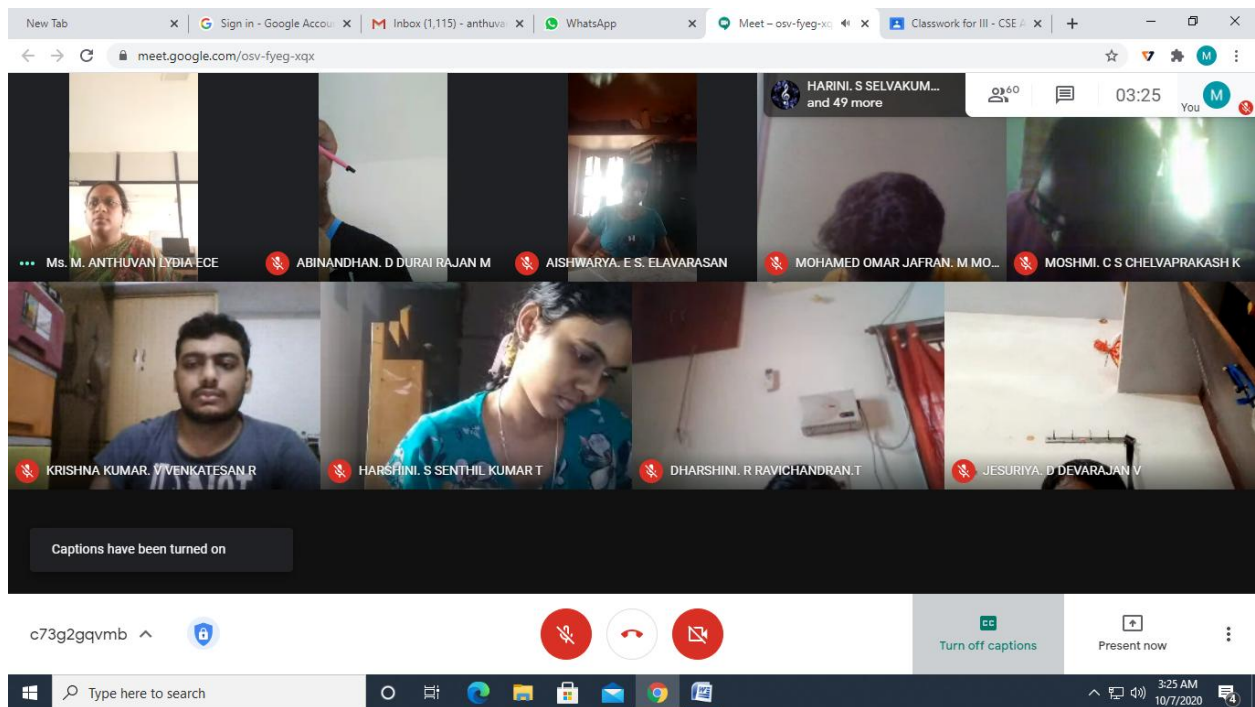 New Tab
Sign in - Google Accou
Inbox (1,115) - anthuva
WhatsApp
Meet – osv-fyeg-xq
Classwork for III - CSE A
meet.google.com/osv-fyeg-xqx
M
HARINI. S SELVAKUM...
and 49 more
60
03:25
You
M
Ms. M. ANTHUVAN LYDIA ECE
ABINANDHAN. D DURAI RAJAN M
AISHWARYA. E S. ELAVARASAN
MOHAMED OMAR JAFRAN. M MO...
MOSHMI. C S CHELVAPRAKASH K
KRISHNA KUMAR. V VENKATESAN R
HARSHINI. S SENTHIL KUMAR T
DHARSHINI. R RAVICHANDRAN.T
JESURIYA. D DEVARAJAN V
Captions have been turned on
c73g2gqvmb
CC
Turn off captions
Present now
Type here to search
3:25 AM
10/7/2020
4